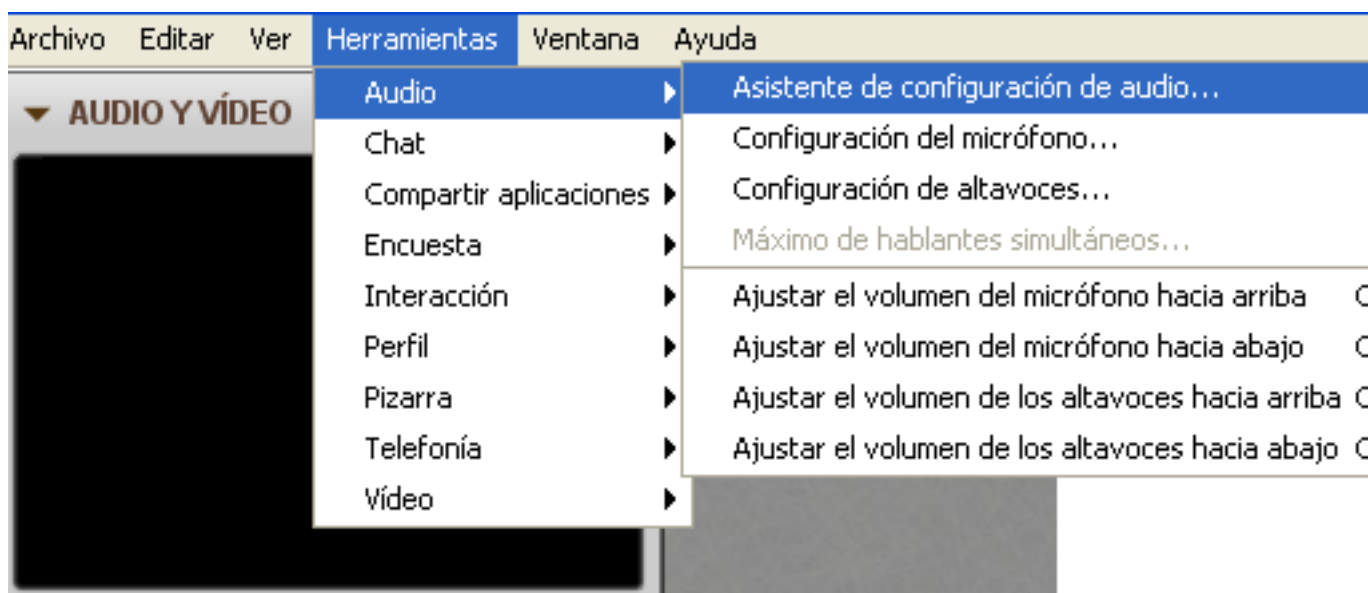 Archivo Editar Ver Herramientas Ventana Ayuda
AUDIO Y VÍDEO
Audio
Chat
Compartir aplicaciones
Encuesta
Interacción
Perfil
Pizarra
Telefonía
Vídeo
Asistente de configuración de audio...
Configuración del micrófono...
Configuración de altavoces...
Máximo de hablantes simultáneos...
Ajustar el volumen del micrófono hacia arriba
Ajustar el volumen del micrófono hacia abajo
Ajustar el volumen de los altavoces hacia arriba
Ajustar el volumen de los altavoces hacia abajo